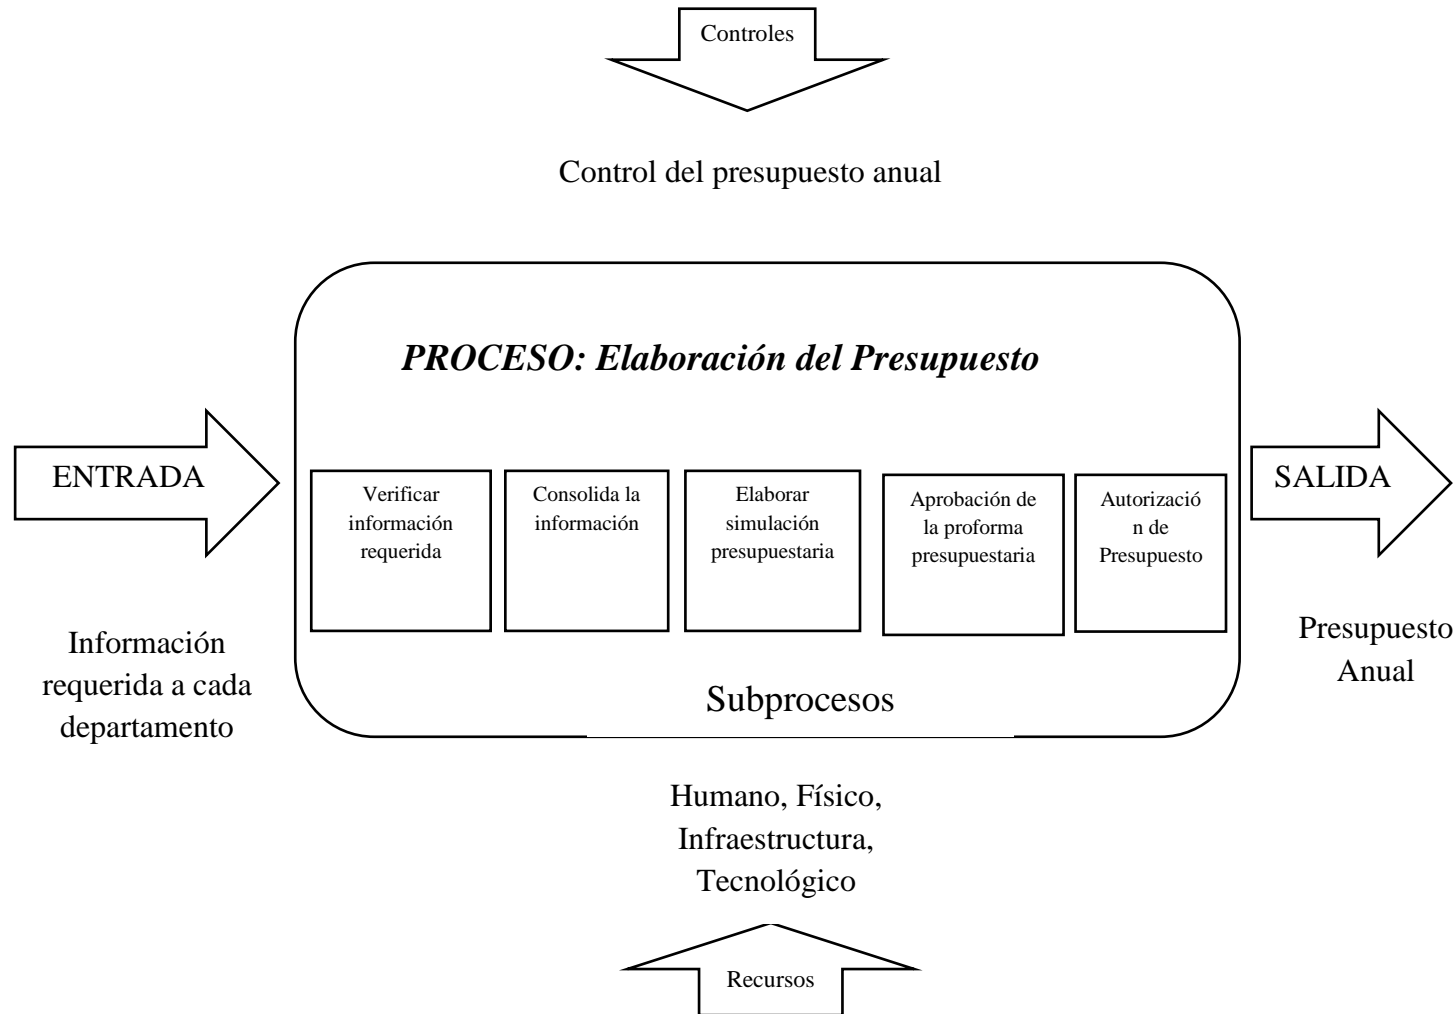 Controles
Control del presupuesto anual
PROCESO: Elaboración del Presupuesto
ENTRADA
Verificar
información
requerida
Consolida la
información
Elaborar
simulación
presupuestaria
Aprobación de
la proforma
presupuestaria
Autorizació
n de
Presupuesto
SALIDA
Información
requerida a cada
departamento
Presupuesto
Anual
Subprocesos
Humano, Físico,
Infraestructura,
Tecnológico
Recursos